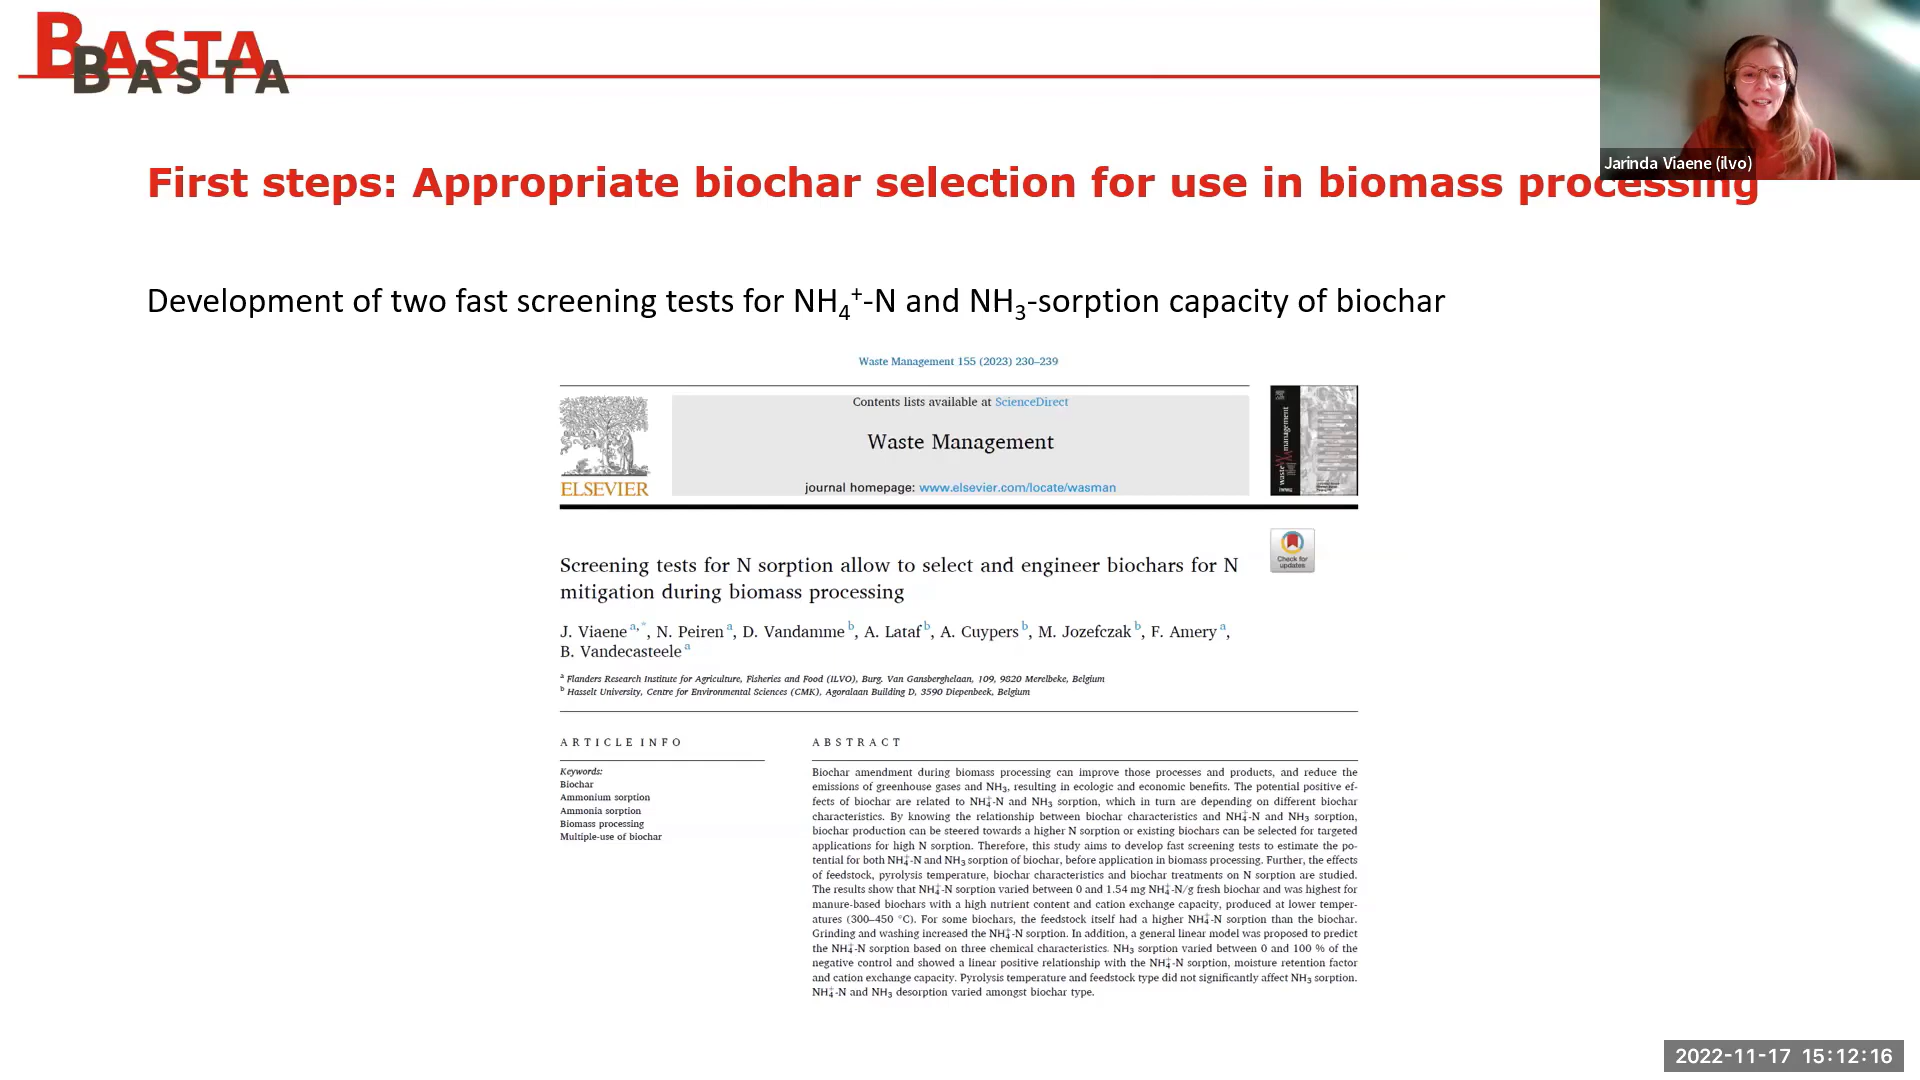 BASTA
BASTA
Jarinda Viaene (ilvo)
First steps: Appropriate biochar selection for use in biomass processing
Development of two fast screening tests for NH₄⁺-N and NH₃-sorption capacity of biochar
Waste Management 155 (2023) 230–239
Contents lists available at ScienceDirect
Waste Management
journal homepage: www.elsevier.com/locate/wasman
ELSEVIER
waste management
Check for
updates
Screening tests for N sorption allow to select and engineer biochars for N
mitigation during biomass processing
J. Viaene a,*, N. Peiren a, D. Vandamme b, A. Lataf b, A. Cuypers b, M. Jozefczak b, F. Amery a,
B. Vandecasteele a
a Flanders Research Institute for Agriculture, Fisheries and Food (ILVO), Burg. Van Gansberghelaan, 109, 9820 Merelbeke, Belgium
b Hasselt University, Centre for Environmental Sciences (CMK), Agoralaan Building D, 3590 Diepenbeek, Belgium
ARTICLE INFO
Keywords:
Biochar
Ammonium sorption
Ammonia sorption
Biomass processing
Multiple-use of biochar
ABSTRACT
Biochar amendment during biomass processing can improve those processes and products, and reduce the
emissions of greenhouse gases and NH₃, resulting in ecologic and economic benefits. The potential positive ef-
fects of biochar are related to NH₄⁺-N and NH₃ sorption, which in turn are depending on different biochar
characteristics. By knowing the relationship between biochar characteristics and NH₄⁺-N and NH₃ sorption,
biochar production can be steered towards a higher N sorption or existing biochars can be selected for targeted
applications for high N sorption. Therefore, this study aims to develop fast screening tests to estimate the po-
tential for both NH₄⁺-N and NH₃ sorption of biochar, before application in biomass processing. Further, the effects
of feedstock, pyrolysis temperature, biochar characteristics and biochar treatments on N sorption are studied.
The results show that NH₄⁺-N sorption varied between 0 and 1.54 mg NH₄⁺-N/g fresh biochar and was highest for
manure-based biochars with a high nutrient content and cation exchange capacity, produced at lower temper-
atures (300–450 °C). For some biochars, the feedstock itself had a higher NH₄⁺-N sorption than the biochar.
Grinding and washing increased the NH₄⁺-N sorption. In addition, a general linear model was proposed to predict
the NH₄⁺-N sorption based on three chemical characteristics. NH₃ sorption varied between 0 and 100 % of the
negative control and showed a linear positive relationship with the NH₄⁺-N sorption, moisture retention factor
and cation exchange capacity. Pyrolysis temperature and feedstock type did not significantly affect NH₃ sorption.
NH₄⁺-N and NH₃ desorption varied amongst biochar type.
2022-11-17 15:12:16